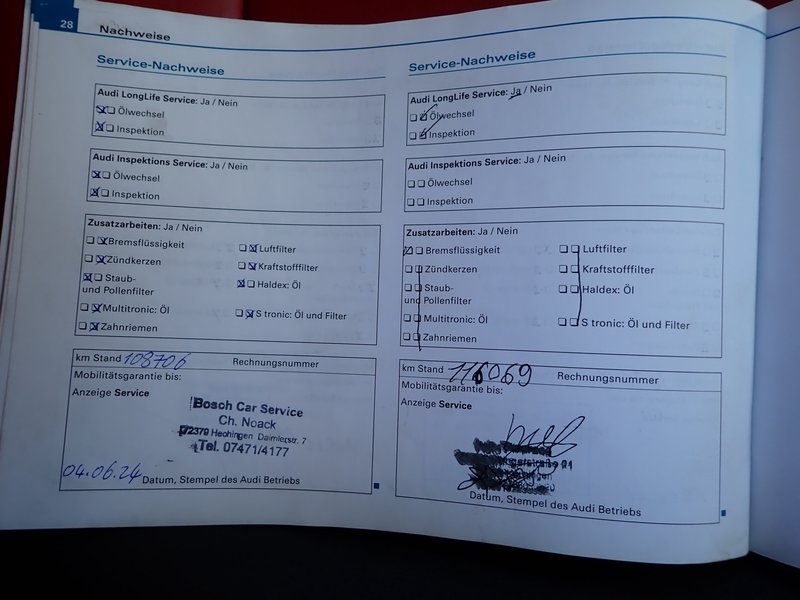 28
Nachweise
Service-Nachweise
Audi LongLife Service: Ja / Nein
Ölwechsel
Inspektion
Audi Inspektions Service: Ja / Nein
Ölwechsel
Inspektion
Zusatzarbeiten: Ja / Nein
Bremsflüssigkeit
Luftfilter
Zündkerzen
Kraftstofffilter
Staub-
und Pollenfilter
Haldex: Öl
Multitronic: Öl
S tronic: Öl und Filter
Zahnriemen
km Stand 108706 Rechnungsnummer
Mobilitätsgarantie bis:
Anzeige Service
Bosch Car Service
Ch. Noack
72379 Hechingen Daimlerstr. 7
Tel. 07471/4177
04.06.24
Datum, Stempel des Audi Betriebs
Service-Nachweise
Audi LongLife Service: Ja / Nein
Ölwechsel
Inspektion
Audi Inspektions Service: Ja / Nein
Ölwechsel
Inspektion
Zusatzarbeiten: Ja / Nein
Bremsflüssigkeit
Luftfilter
Zündkerzen
Kraftstofffilter
Staub-
und Pollenfilter
Haldex: Öl
Multitronic: Öl
S tronic: Öl und Filter
Zahnriemen
km Stand 116069 Rechnungsnummer
Mobilitätsgarantie bis:
Anzeige Service
Datum, Stempel des Audi Betriebs